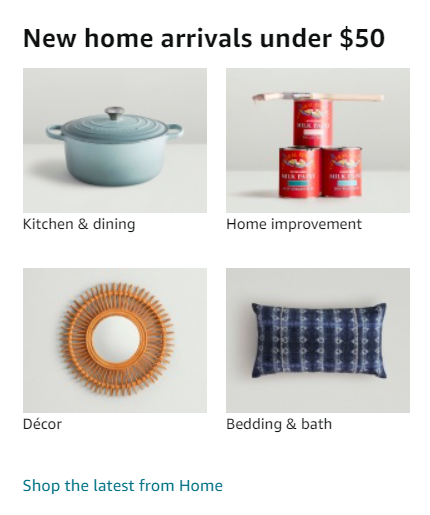 New home arrivals under $50
MILK PAINT
MILK PAINT
MILK PAINT
Kitchen & dining
Home improvement
Décor
Bedding & bath
Shop the latest from Home